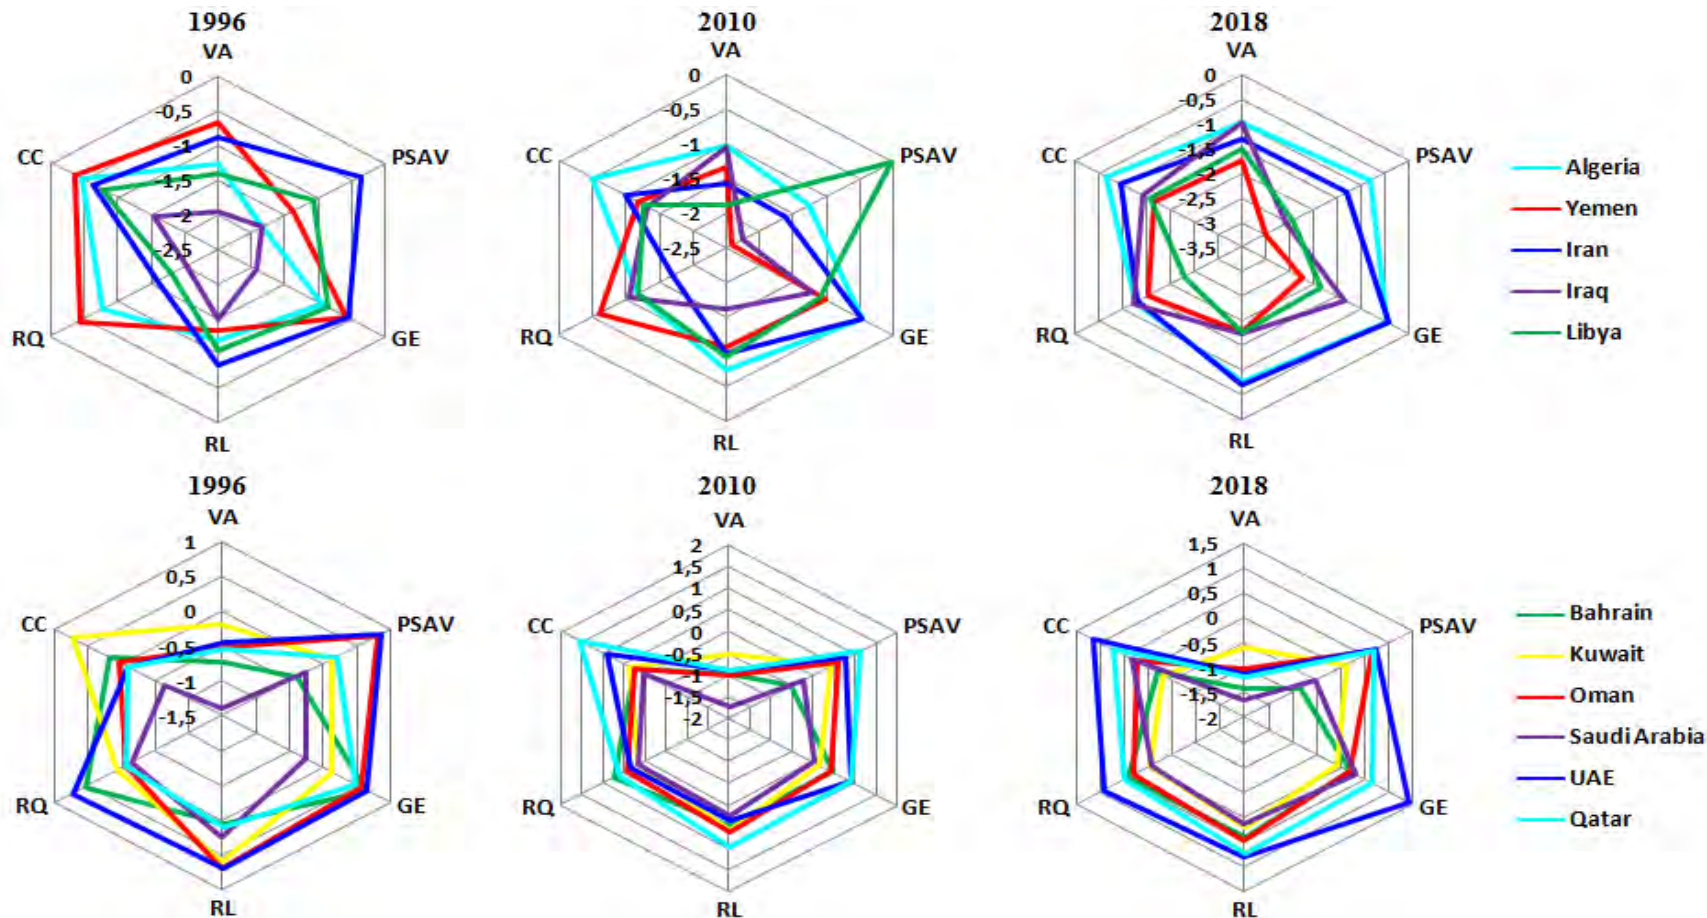 1996
VA
0
-0,5
-1
-1,5
-2
-2,5
CC
PSAV
RQ
GE
RL
2010
VA
0
-0,5
-1
-1,5
-2
-2,5
CC
PSAV
RQ
GE
RL
2018
VA
0
-0,5
-1
-1,5
-2
-2,5
-3
-3,5
CC
PSAV
RQ
GE
RL
Algeria
Yemen
Iran
Iraq
Libya
1996
VA
1
0,5
0
-0,5
-1
-1,5
CC
PSAV
RQ
GE
RL
2010
VA
2
1,5
1
0,5
0
-0,5
-1
-1,5
-2
CC
PSAV
RQ
GE
RL
2018
VA
1,5
1
0,5
0
-0,5
-1
-1,5
-2
CC
PSAV
RQ
GE
RL
Bahrain
Kuwait
Oman
Saudi Arabia
UAE
Qatar